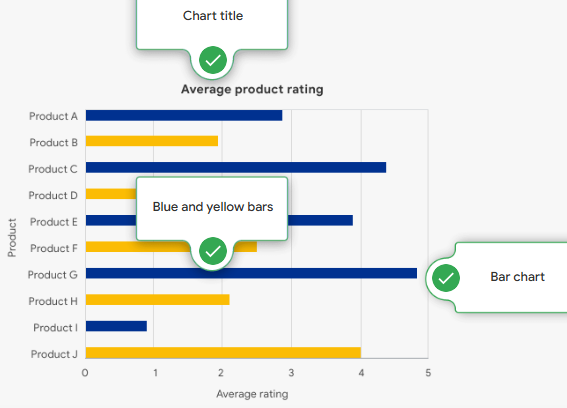 Chart title
Average product rating
Product
Product A
Product B
Product C
Product D
Blue and yellow bars
Product E
Product F
Product G
Bar chart
Product H
Product I
Product J
0 1 2 3 4 5
Average rating